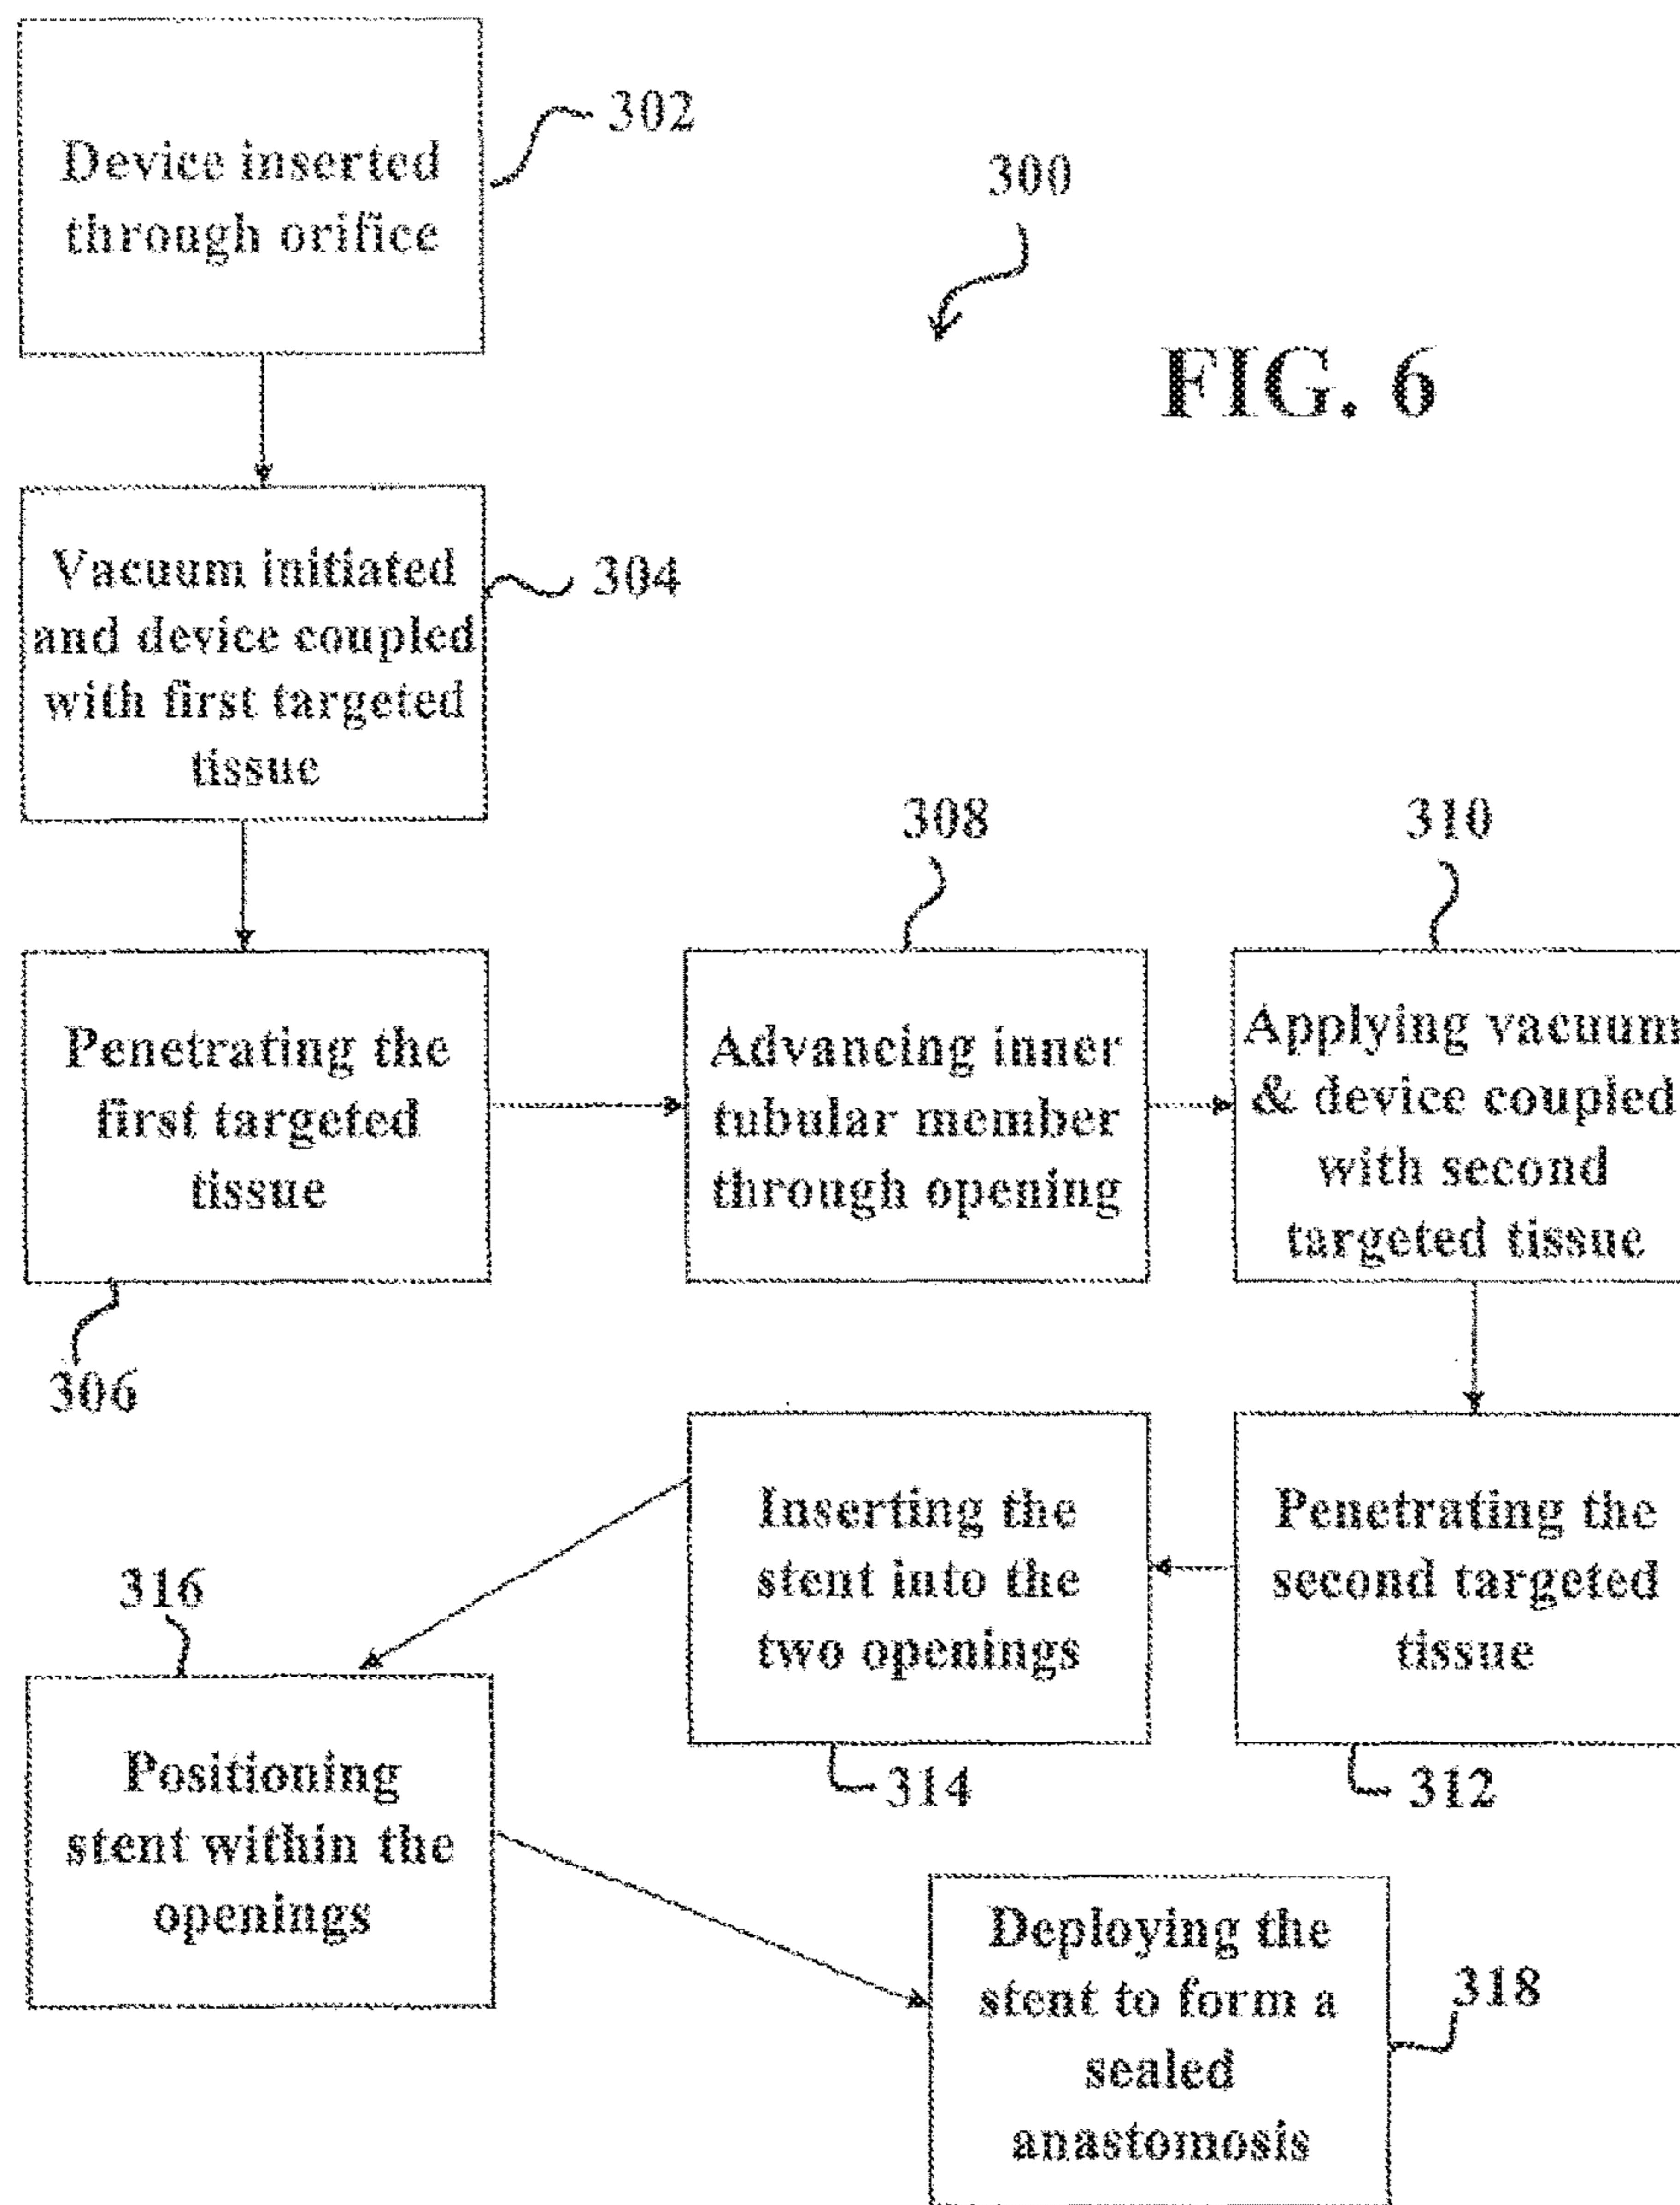 Device inserted
through orifice
302
300
FIG. 6
Vacuum initiated
and device coupled
with first targeted
tissue
304
Penetrating the
first targeted
tissue
306
308
Advancing inner
tubular member
through opening
310
Applying vacuum
& device coupled
with second
targeted tissue
Penetrating the
second targeted
tissue
312
Inserting the
stent into the
two openings
314
316
Positioning
stent within the
openings
Deploying the
stent to form a
sealed
anastomosis
318